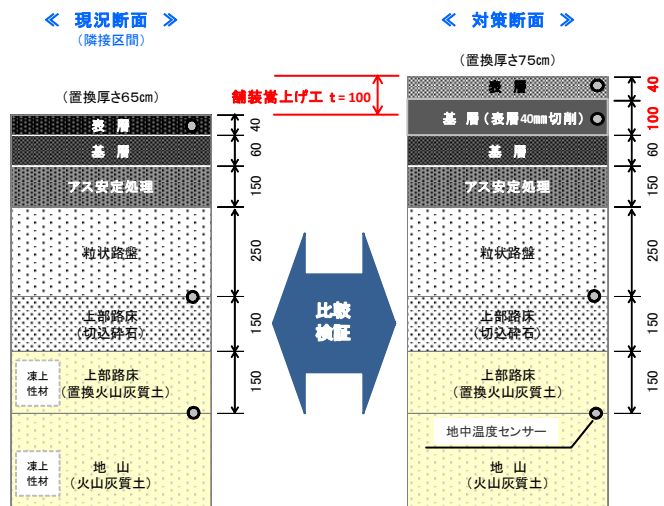 ≪ 現況断面 ≫
(隣接区間)
(置換厚さ65㎝)
表 層
40
基 層
60
アス安定処理
150
粒状路盤
250
上部路床
(切込砕石)
150
凍上
性材
上部路床
(置換火山灰質土)
150
凍上
性材
地 山
(火山灰質土)
舗装嵩上げ工 t=100
比較
検証
≪ 対策断面 ≫
(置換厚さ75㎝)
表 層
40
基 層(表層40mm切削)
100
基 層
60
アス安定処理
150
粒状路盤
250
上部路床
(切込砕石)
150
上部路床
(置換火山灰質土)
150
地中温度センサー
地 山
(火山灰質土)